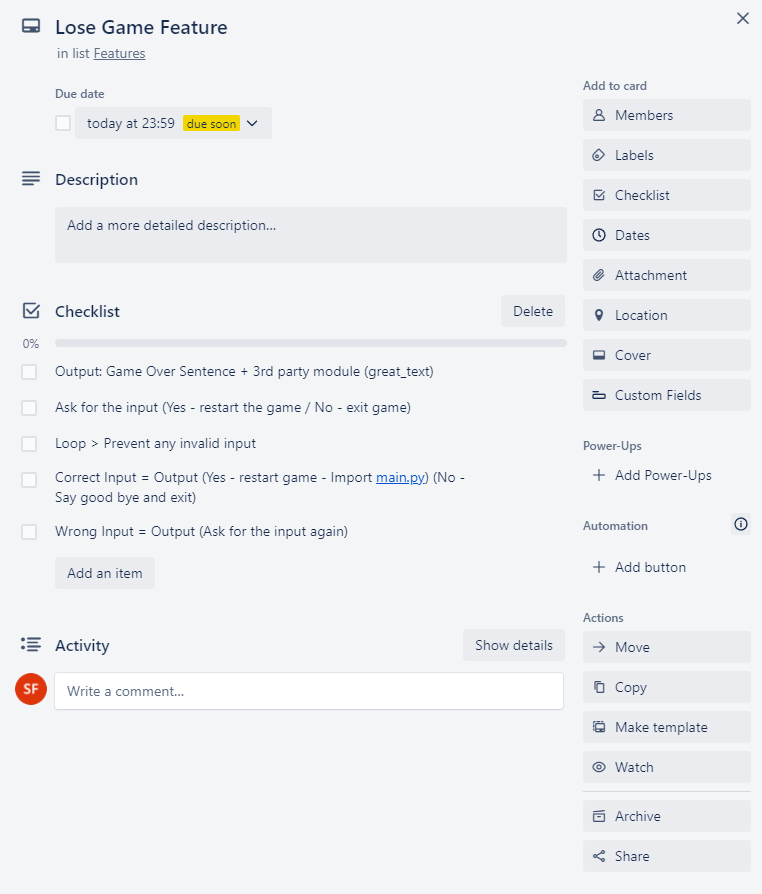 Lose Game Feature
in list Features
Due date
today at 23:59 due soon
Description
Add a more detailed description...
Checklist
Delete
0%
Output: Game Over Sentence + 3rd party module (great_text)
Ask for the input (Yes - restart the game / No - exit game)
Loop > Prevent any invalid input
Correct Input = Output (Yes - restart game - Import main.py) (No -
Say good bye and exit)
Wrong Input = Output (Ask for the input again)
Add an item
Activity
Show details
SF
Write a comment...
Add to card
Members
Labels
Checklist
Dates
Attachment
Location
Cover
Custom Fields
Power-Ups
Add Power-Ups
Automation
Add button
Actions
Move
Copy
Make template
Watch
Archive
Share